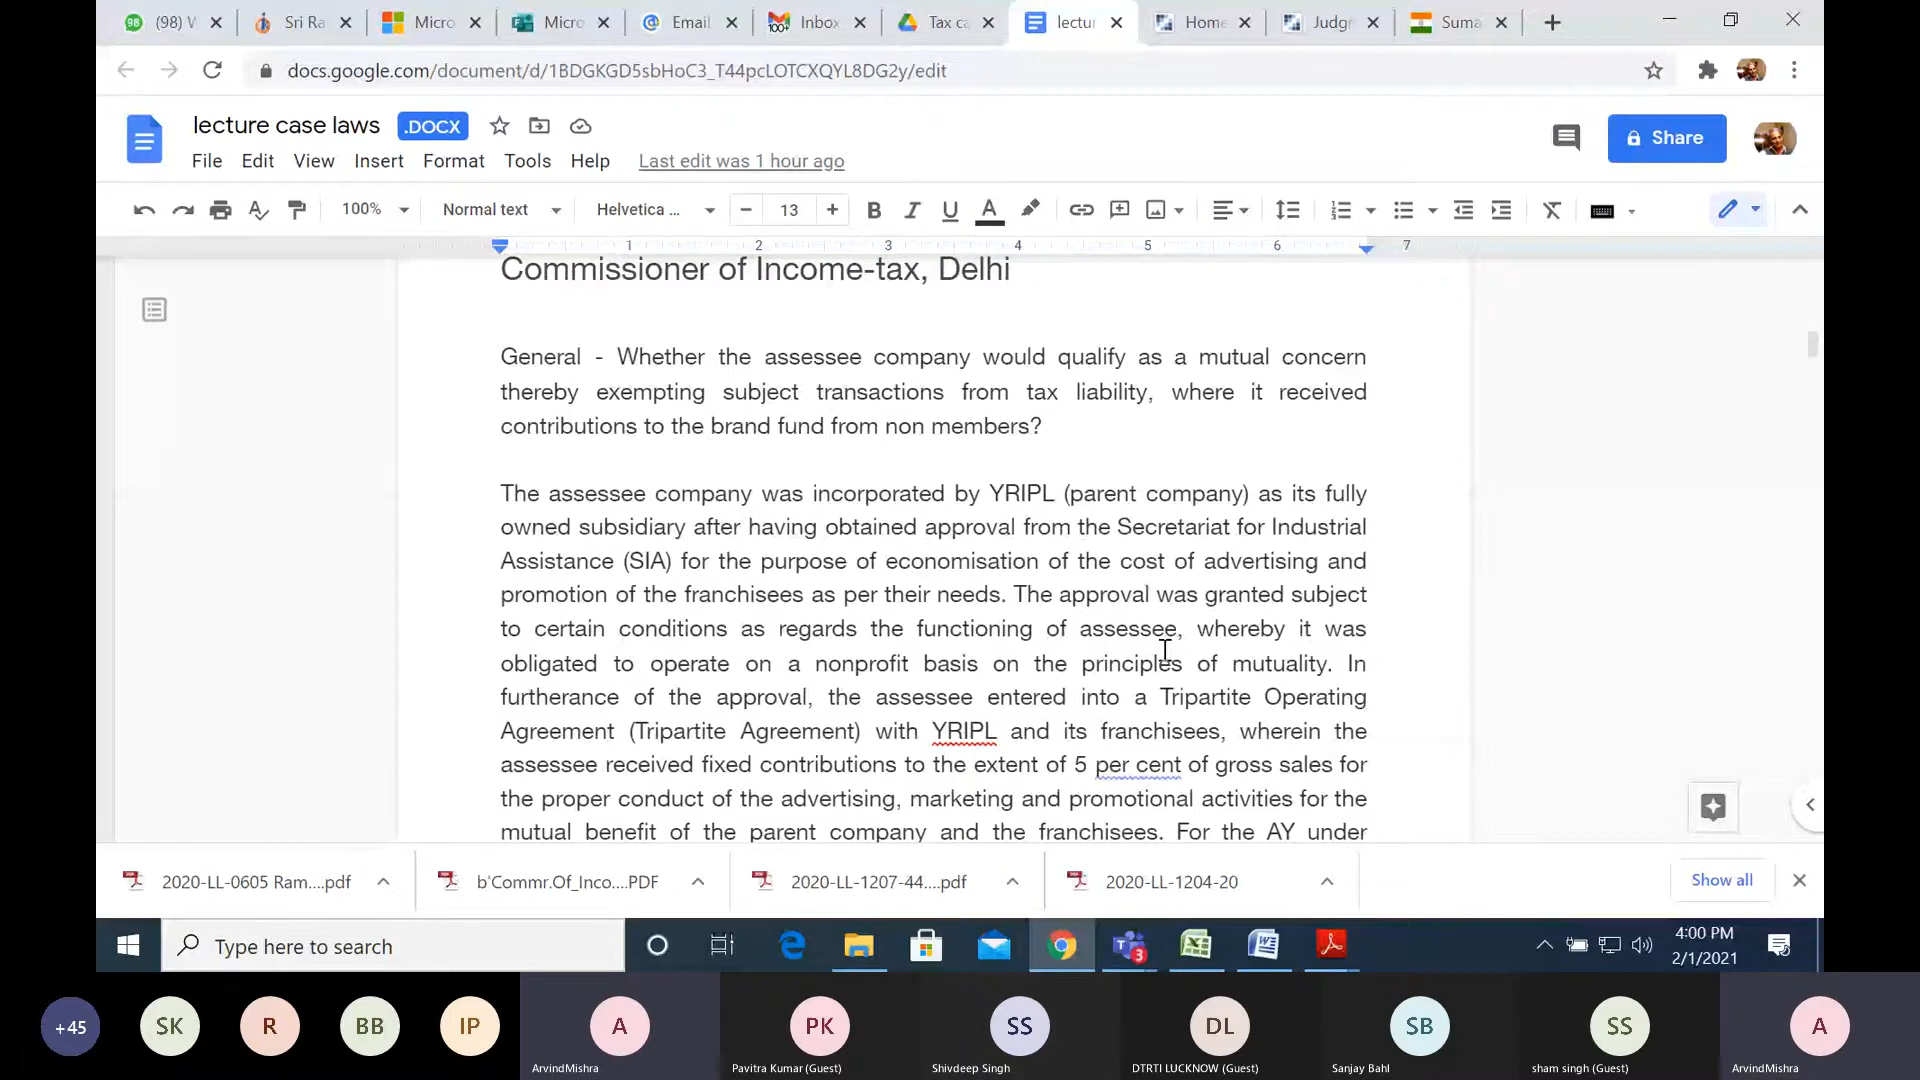 (98) W
Sri Ra
Micro
Micro
Email
100+
Inbox
Tax ca
lectur
Home
Judgr
Suma
docs.google.com/document/d/1BDGKGD5sbHoC3_T44pcLOTCXQYL8DG2y/edit
lecture case laws
.DOCX
Share
File Edit View Insert Format Tools Help Last edit was 1 hour ago
100% Normal text Helvetica ... 13
1 2 3 4 5 6 7
Commissioner of Income-tax, Delhi
General - Whether the assessee company would qualify as a mutual concern
thereby exempting subject transactions from tax liability, where it received
contributions to the brand fund from non members?
The assessee company was incorporated by YRIPL (parent company) as its fully
owned subsidiary after having obtained approval from the Secretariat for Industrial
Assistance (SIA) for the purpose of economisation of the cost of advertising and
promotion of the franchisees as per their needs. The approval was granted subject
to certain conditions as regards the functioning of assessee, whereby it was
obligated to operate on a nonprofit basis on the principles of mutuality. In
furtherance of the approval, the assessee entered into a Tripartite Operating
Agreement (Tripartite Agreement) with YRIPL and its franchisees, wherein the
assessee received fixed contributions to the extent of 5 per cent of gross sales for
the proper conduct of the advertising, marketing and promotional activities for the
mutual benefit of the parent company and the franchisees. For the AY under
2020-LL-0605 Ram....pdf
b'Commr.Of_Inco....PDF
2020-LL-1207-44....pdf
2020-LL-1204-20
Show all
Type here to search
3
4:00 PM
2/1/2021
+45
SK
R
BB
IP
A
PK
SS
DL
SB
SS
A
ArvindMishra
Pavitra Kumar (Guest)
Shivdeep Singh
DTRTI LUCKNOW (Guest)
Sanjay Bahl
sham singh (Guest)
ArvindMishra